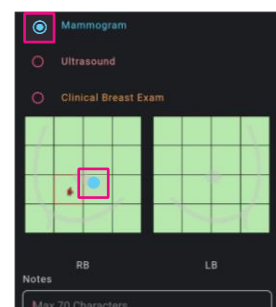 Mammogram
Ultrasound
Clinical Breast Exam
RB LB
Notes
Max 70 Characters